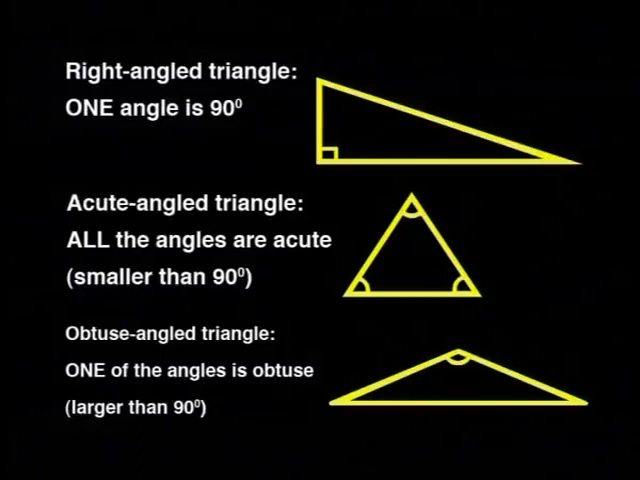 Right-angled triangle:
ONE angle is 90⁰
Acute-angled triangle:
ALL the angles are acute
(smaller than 90⁰)
Obtuse-angled triangle:
ONE of the angles is obtuse
(larger than 90⁰)